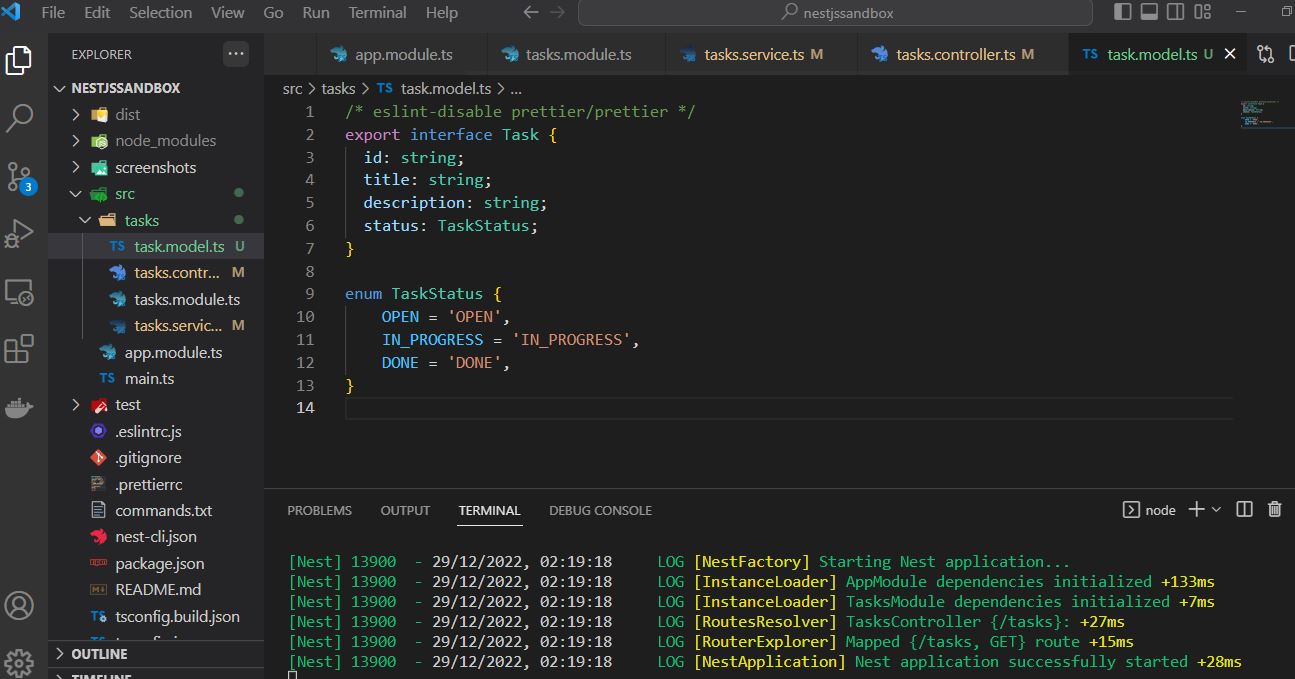 File Edit Selection View Go Run Terminal Help
nestjssandbox
EXPLORER
app.module.ts
tasks.module.ts
tasks.service.ts M
tasks.controller.ts M
TS task.model.ts U
NESTJSSANDBOX
dist
node_modules
screenshots
src
tasks
TS task.model.ts U
tasks.contr... M
tasks.module.ts
tasks.servic... M
app.module.ts
TS main.ts
test
.eslintrc.js
.gitignore
.prettierrc
commands.txt
nest-cli.json
package.json
README.md
tsconfig.build.json
OUTLINE
TIMELINE
3
src > tasks > TS task.model.ts > ...
1 /* eslint-disable prettier/prettier */
2 export interface Task {
3 id: string;
4 title: string;
5 description: string;
6 status: TaskStatus;
7 }
8
9 enum TaskStatus {
10 OPEN = 'OPEN',
11 IN_PROGRESS = 'IN_PROGRESS',
12 DONE = 'DONE',
13 }
14
PROBLEMS OUTPUT TERMINAL DEBUG CONSOLE
node
[Nest] 13900 - 29/12/2022, 02:19:18 LOG [NestFactory] Starting Nest application...
[Nest] 13900 - 29/12/2022, 02:19:18 LOG [InstanceLoader] AppModule dependencies initialized +133ms
[Nest] 13900 - 29/12/2022, 02:19:18 LOG [InstanceLoader] TasksModule dependencies initialized +7ms
[Nest] 13900 - 29/12/2022, 02:19:18 LOG [RoutesResolver] TasksController {/tasks}: +27ms
[Nest] 13900 - 29/12/2022, 02:19:18 LOG [RouterExplorer] Mapped {/tasks, GET} route +15ms
[Nest] 13900 - 29/12/2022, 02:19:18 LOG [NestApplication] Nest application successfully started +28ms